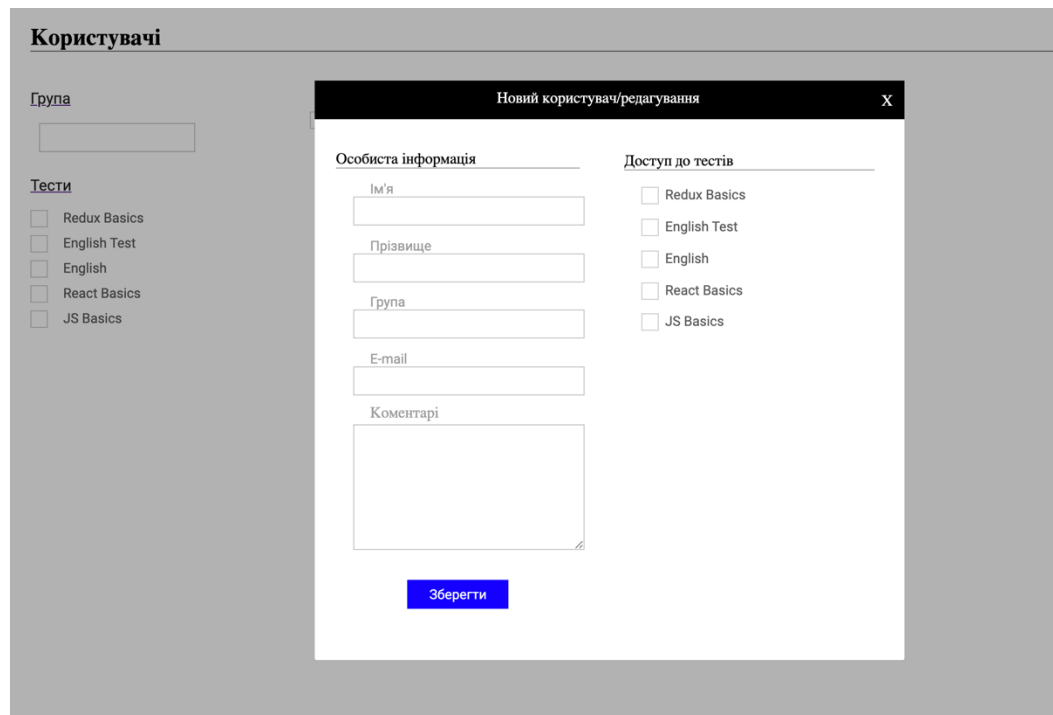 Користувачі
Група
Тести
Redux Basics
English Test
English
React Basics
JS Basics
Новий користувач/редагування
X
Особиста інформація
Ім'я
Прізвище
Група
E-mail
Коментарі
Зберегти
Доступ до тестів
Redux Basics
English Test
English
React Basics
JS Basics